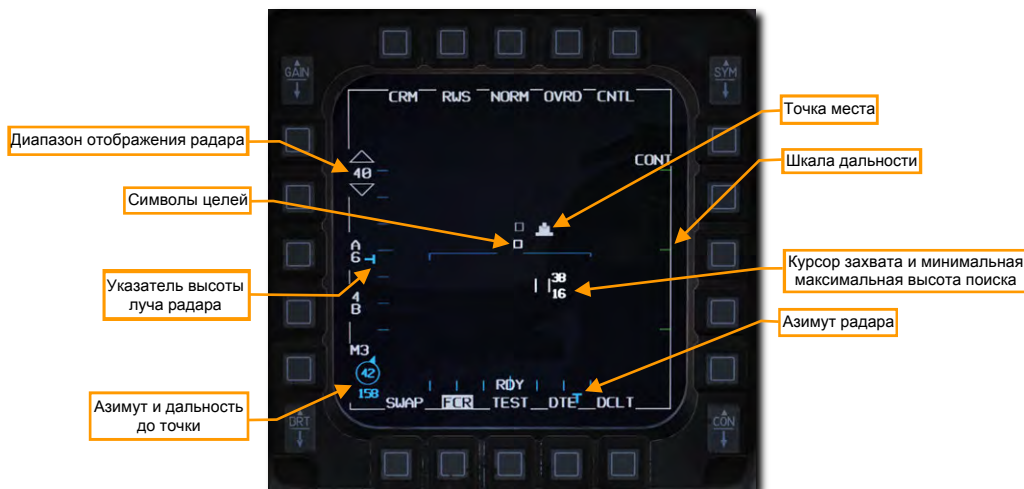 GAIN
SYM
CRM RWS NORM OVRD CNTL
Точка места
Диапазон отображения радара
40
CONT
Шкала дальности
Символы целей
A
6
38
16
Курсор захвата и минимальная
максимальная высота поиска
Указатель высоты
луча радара
4
B
Азимут радара
M3
42
158
RDY
Азимут и дальность
до точки
SWAP FCR TEST DTE DCLT
BRT
CON